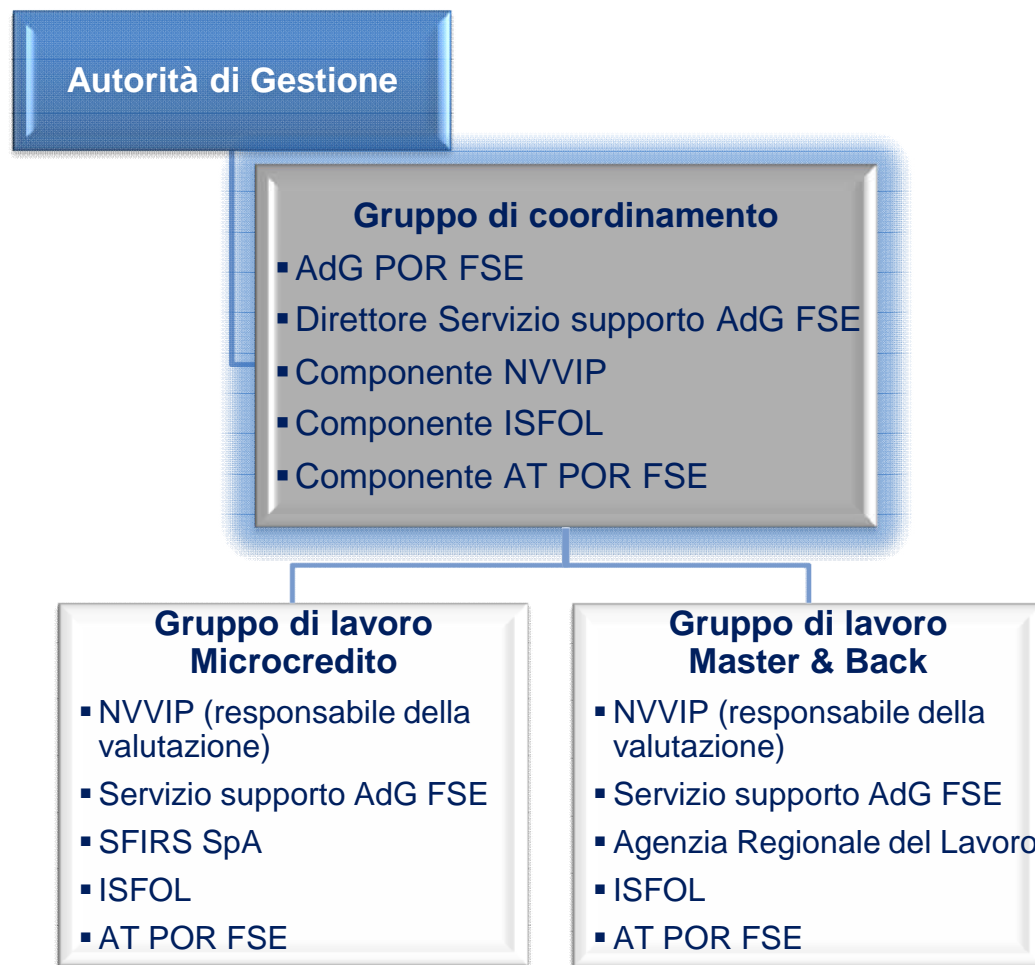 Autorità di Gestione
Gruppo di coordinamento
▪ AdG POR FSE
▪ Direttore Servizio supporto AdG FSE
▪ Componente NVVIP
▪ Componente ISFOL
▪ Componente AT POR FSE
Gruppo di lavoro
Microcredito
▪ NVVIP (responsabile della
valutazione)
▪ Servizio supporto AdG FSE
▪ SFIRS SpA
▪ ISFOL
▪ AT POR FSE
Gruppo di lavoro
Master & Back
▪ NVVIP (responsabile della
valutazione)
▪ Servizio supporto AdG FSE
▪ Agenzia Regionale del Lavoro
▪ ISFOL
▪ AT POR FSE